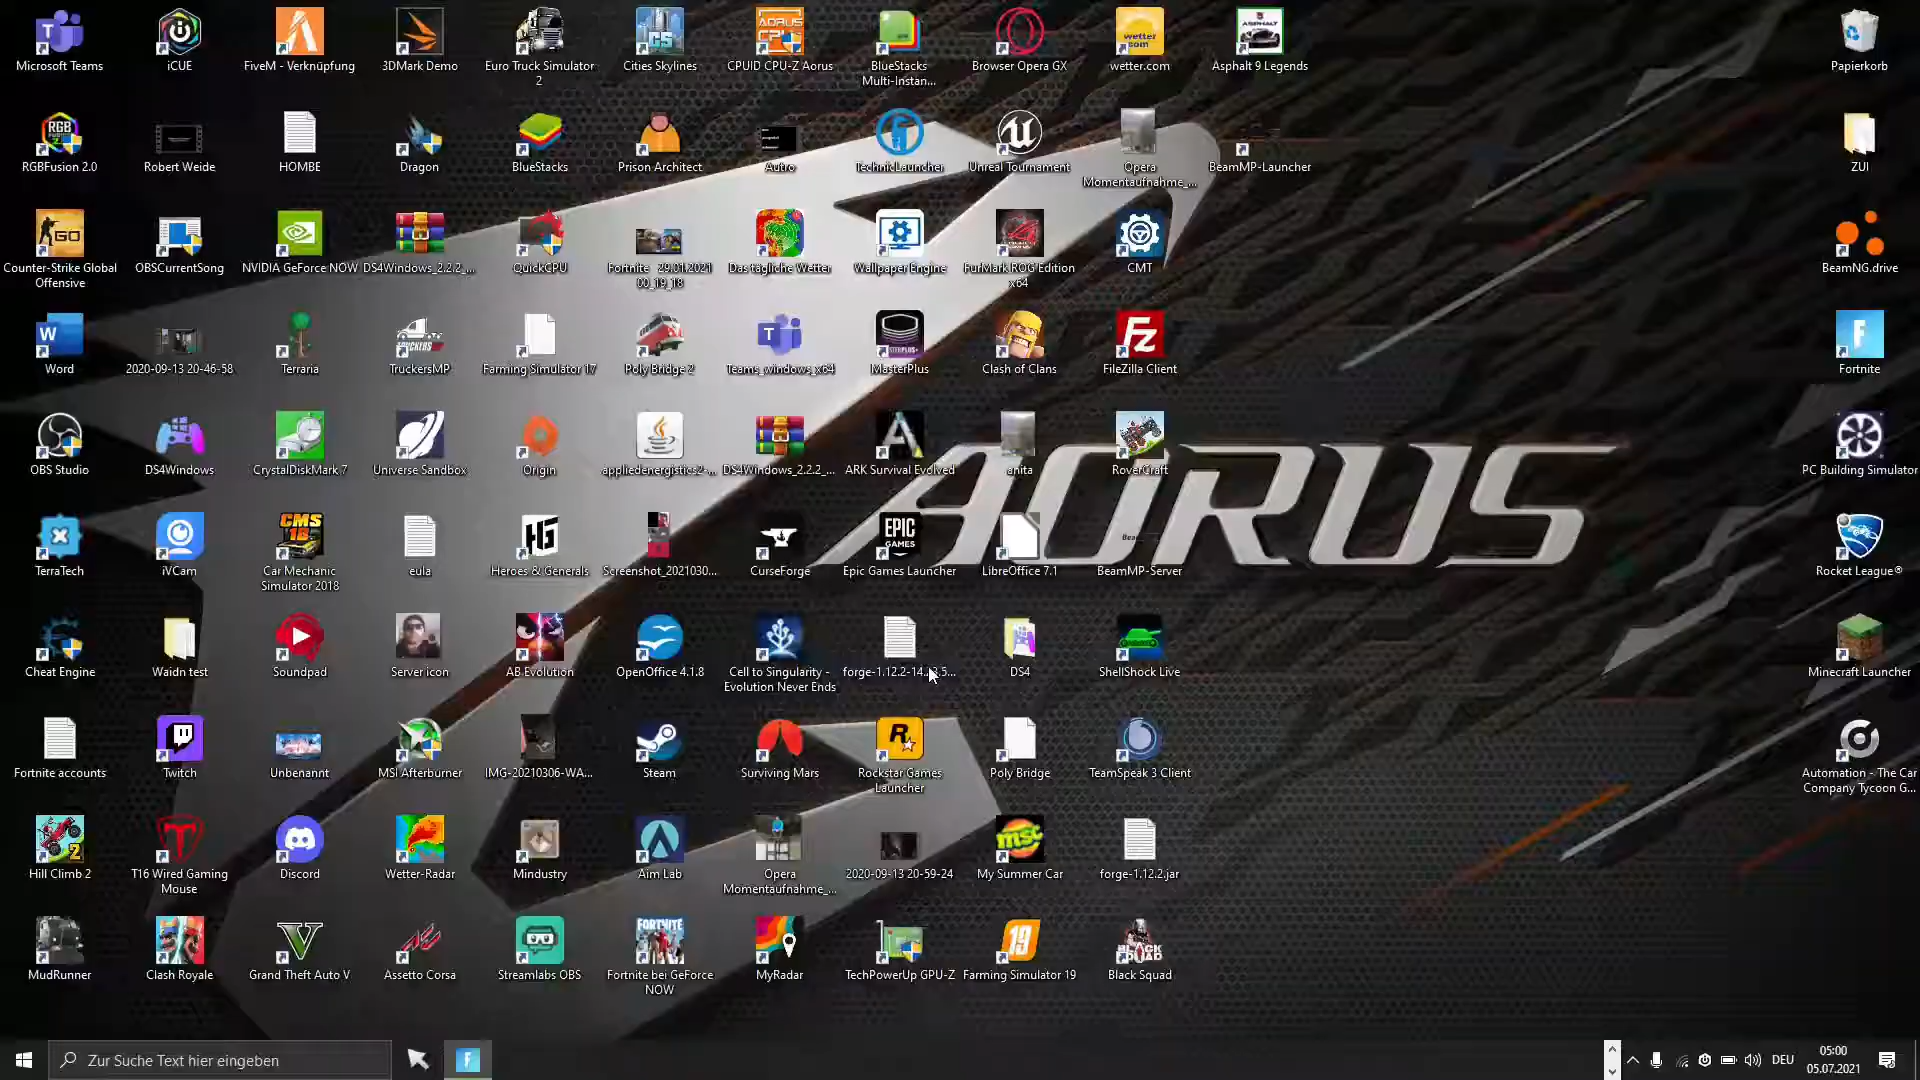 Microsoft Teams
iCUE
FiveM - Verknüpfung
3DMark Demo
Euro Truck Simulator
2
Cities Skylines
CPUID CPU-Z Aorus
BlueStacks
Multi-Instan...
Browser Opera GX
wetter.com
Asphalt 9 Legends
Papierkorb
RGBFusion 2.0
Robert Weide
HOMBE
Dragon
BlueStacks
Prison Architect
Autro
TechnicLauncher
Unreal Tournament
Opera
Momentaufnahme_...
BeamMP-Launcher
ZUI
Counter-Strike Global
Offensive
OBSCurrentSong
NVIDIA GeForce NOW
DS4Windows_2.2.2_...
QuickCPU
Fortnite 29.01.2021
00_19_18
Das tägliche Wetter
Wallpaper Engine
FurMark ROG Edition
x64
CMT
BeamNG.drive
Word
2020-09-13 20-46-58
Terraria
TruckersMP
Farming Simulator 17
Poly Bridge 2
Teams_windows_x64
MasterPlus
Clash of Clans
FileZilla Client
Fortnite
OBS Studio
DS4Windows
CrystalDiskMark 7
Universe Sandbox
Origin
appliedenergistics2-...
DS4Windows_2.2.2_...
ARK Survival Evolved
anita
RoverCraft
PC Building Simulator
AORUS
TerraTech
iVCam
Car Mechanic
Simulator 2018
eula
Heroes & Generals
Screenshot_2021030...
CurseForge
Epic Games Launcher
LibreOffice 7.1
BeamMP-Server
Rocket League®
Cheat Engine
Waidn test
Soundpad
Server icon
AB Evolution
OpenOffice 4.1.8
Cell to Singularity -
Evolution Never Ends
forge-1.12.2-14.23.5...
DS4
ShellShock Live
Minecraft Launcher
Fortnite accounts
Twitch
Unbenannt
MSI Afterburner
IMG-20210306-WA...
Steam
Surviving Mars
Rockstar Games
Launcher
Poly Bridge
TeamSpeak 3 Client
Automation - The Car
Company Tycoon G...
Hill Climb 2
T16 Wired Gaming
Mouse
Discord
Wetter-Radar
Mindustry
Aim Lab
Opera
Momentaufnahme_...
2020-09-13 20-59-24
My Summer Car
forge-1.12.2.jar
MudRunner
Clash Royale
Grand Theft Auto V
Assetto Corsa
Streamlabs OBS
Fortnite bei GeForce
NOW
MyRadar
TechPowerUp GPU-Z
Farming Simulator 19
Black Squad
Zur Suche Text hier eingeben
DEU
05:00
05.07.2021